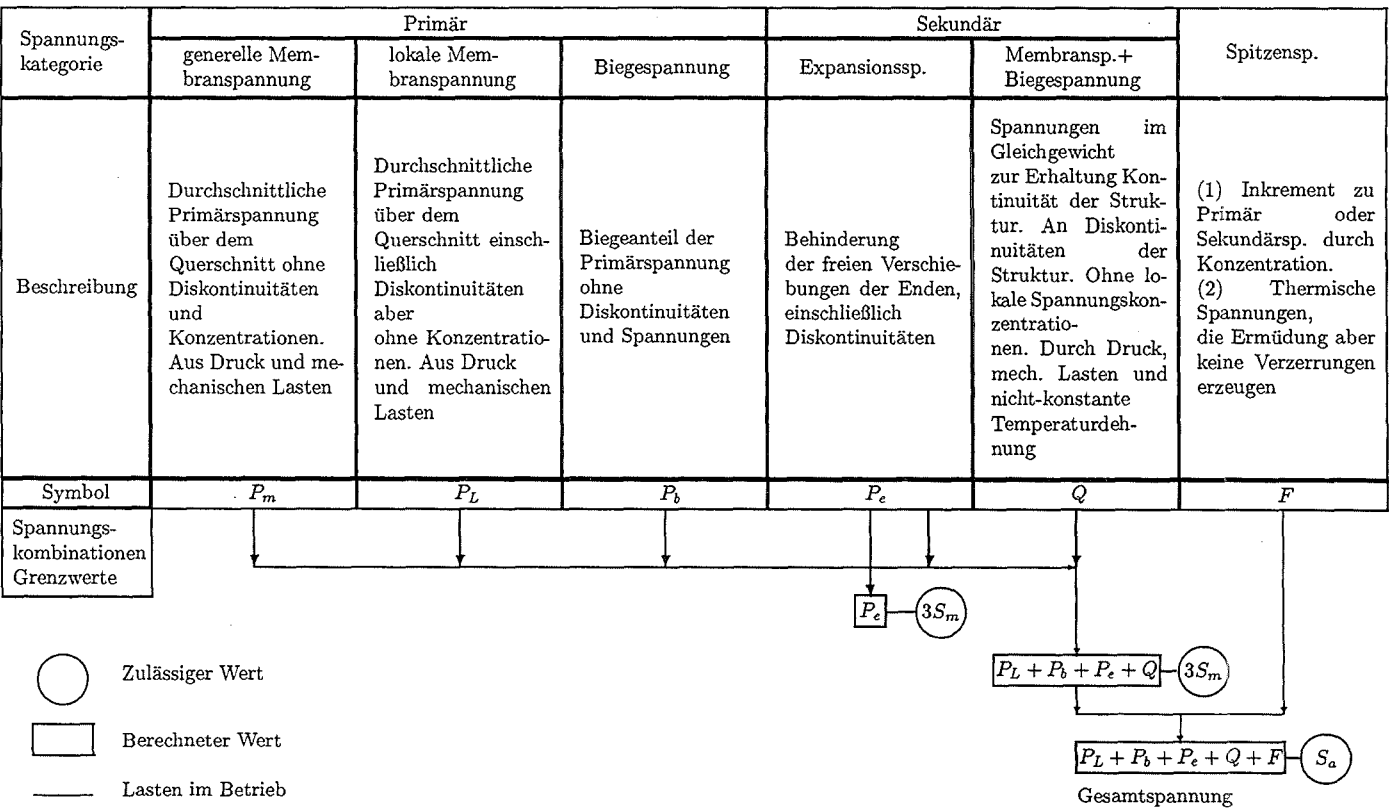 Spannungs-
kategorie
Primär
Sekundär
Spitzensp.
generelle Mem-
branspannung
lokale Mem-
branspannung
Biegespannung
Expansionssp.
Membransp.+
Biegespannung
Beschreibung
Durchschnittliche
Primärspannung
über dem
Querschnitt ohne
Diskontinuitäten
und
Konzentrationen.
Aus Druck und me-
chanischen Lasten
Durchschnittliche
Primärspannung
über dem
Querschnitt einsch-
ließlich
Diskontinuitäten
aber
ohne Konzentratio-
nen. Aus Druck
und mechanischen
Lasten
Biegeanteil der
Primärspannung
ohne
Diskontinuitäten
und Spannungen
Behinderung
der freien Verschie-
bungen der Enden,
einschließlich
Diskontinuitäten
Spannungen im
Gleichgewicht
zur Erhaltung Kon-
tinuität der Struk-
tur. An Diskonti-
nuitäten der
Struktur. Ohne lo-
kale Spannungskon-
zentratio-
nen. Durch Druck,
mech. Lasten und
nicht-konstante
Temperaturdeh-
nung
(1) Inkrement zu
Primär oder
Sekundärsp. durch
Konzentration.
(2) Thermische
Spannungen,
die Ermüdung aber
keine Verzerrungen
erzeugen
Symbol
P_m
P_L
P_b
P_e
Q
F
Spannungs-
kombinationen
Grenzwerte
P_e
3S_m
P_L + P_b + P_e + Q
3S_m
P_L + P_b + P_e + Q + F
S_a
Gesamtspannung
Zulässiger Wert
Berechneter Wert
Lasten im Betrieb